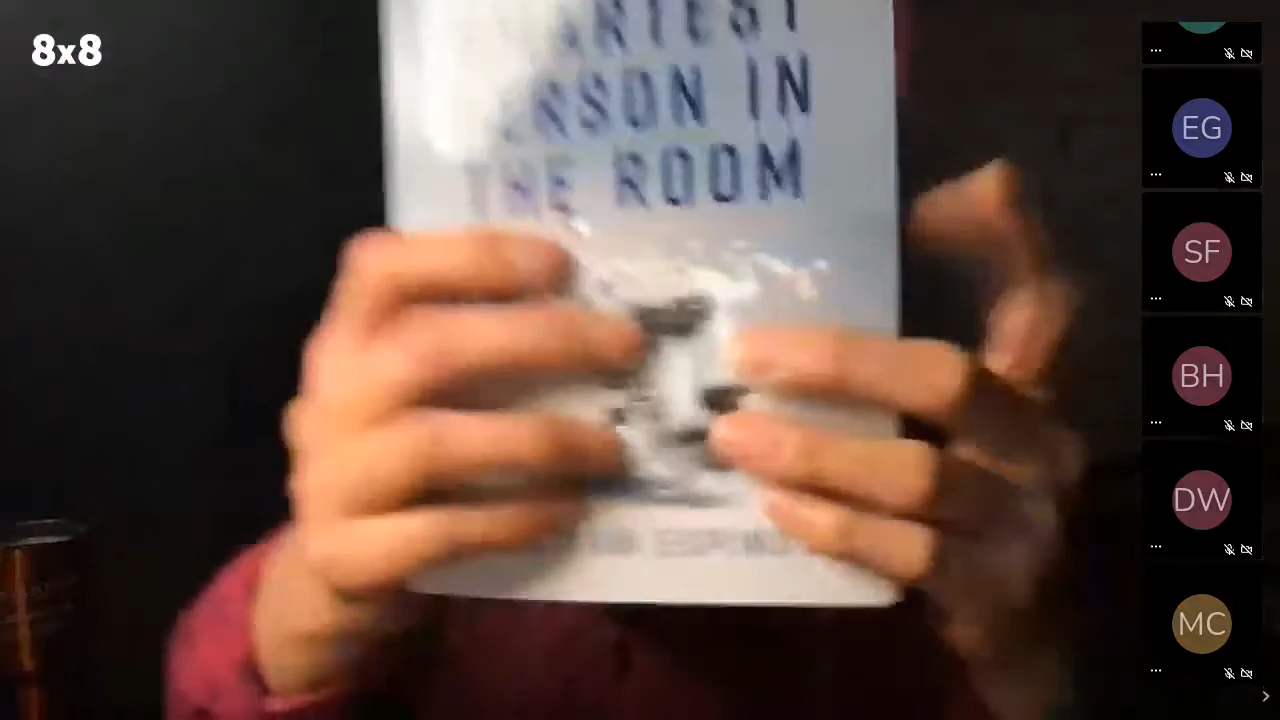 8x8
ARTEST
ERSON IN
THE ROOM
EG
SF
BH
DW
MC